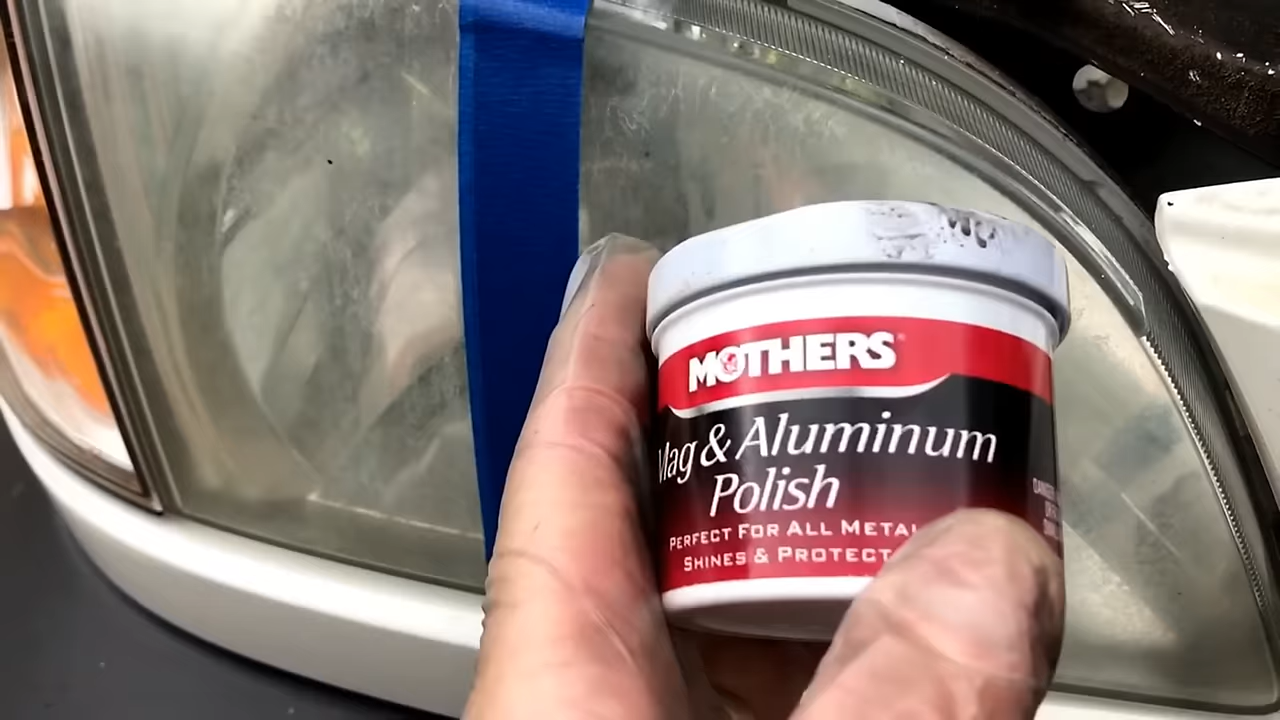 MOTHERS
Mag & Aluminum
Polish
PERFECT FOR ALL METAL
SHINES & PROTECT